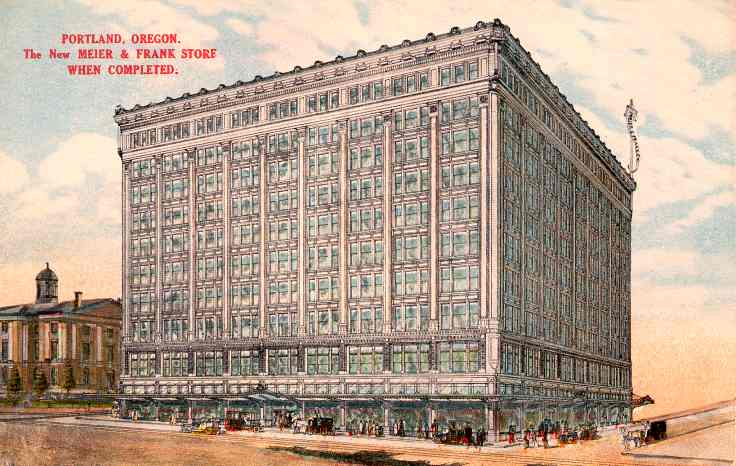 PORTLAND, OREGON.
The New MEIER & FRANK STORE
WHEN COMPLETED.